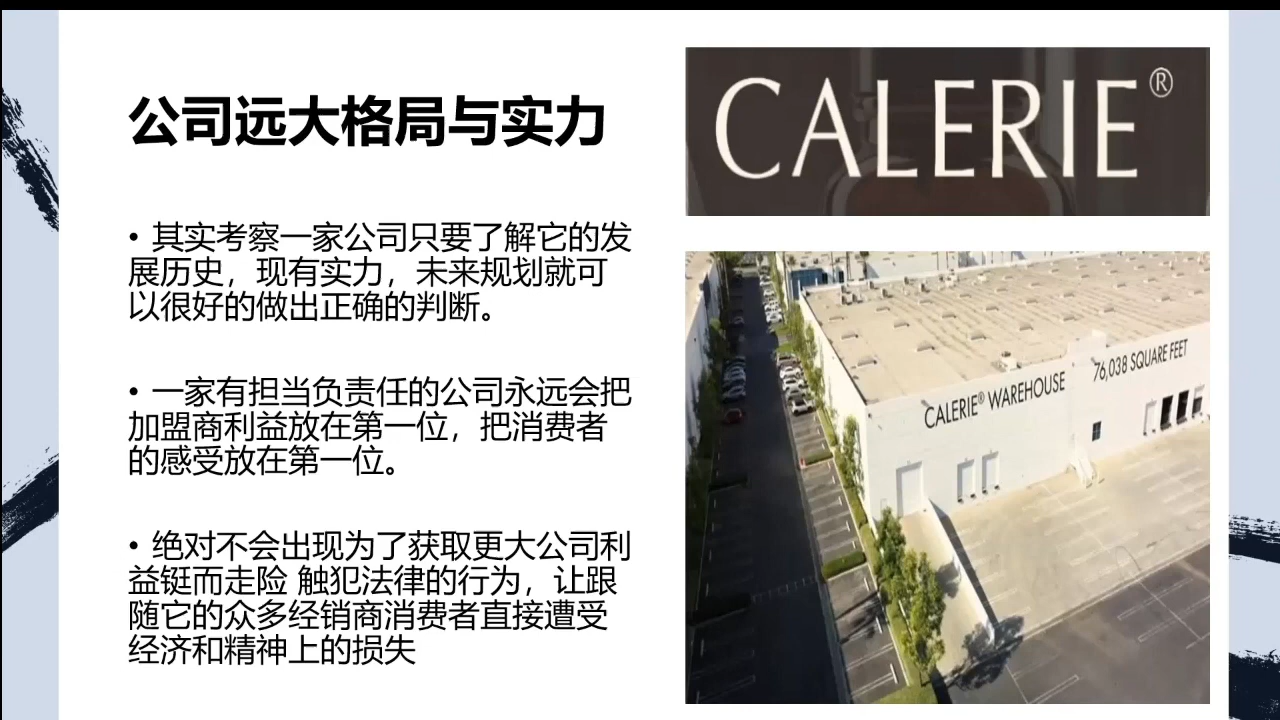 公司远大格局与实力
• 其实考察一家公司只要了解它的发
展历史，现有实力，未来规划就可
以很好的做出正确的判断。
• 一家有担当负责任的公司永远会把
加盟商利益放在第一位，把消费者
的感受放在第一位。
• 绝对不会出现为了获取更大公司利
益铤而走险 触犯法律的行为，让跟
随它的众多经销商消费者直接遭受
经济和精神上的损失
CALERIE®
CALERIE® WAREHOUSE
76,038 SQUARE FEET